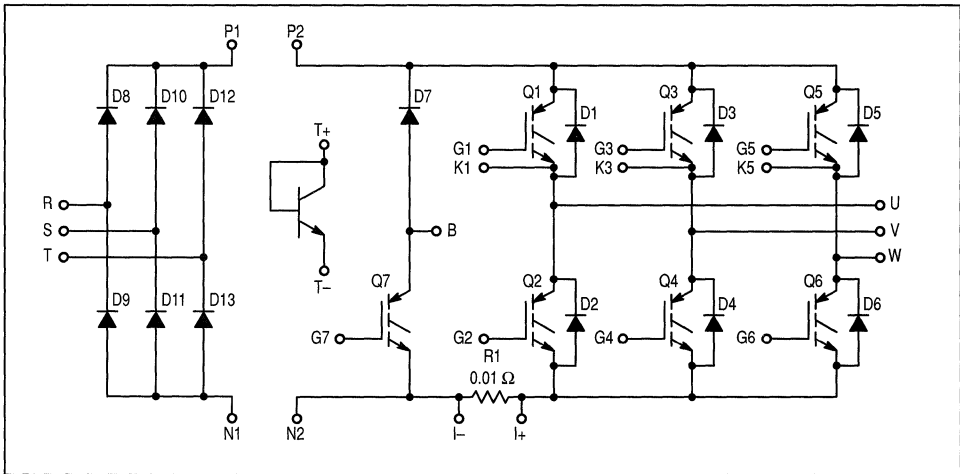 P1 P2
D8 D10 D12 D7 Q1 D1 Q3 D3 Q5 D5
T+
G1 G3 G5
K1 K3 K5
R U
S B V
T W
T–
D9 D11 D13 Q7 Q2 D2 Q4 D4 Q6 D6
G7 G2 G4 G6
R1
0.01 Ω
N1 N2 I– I+